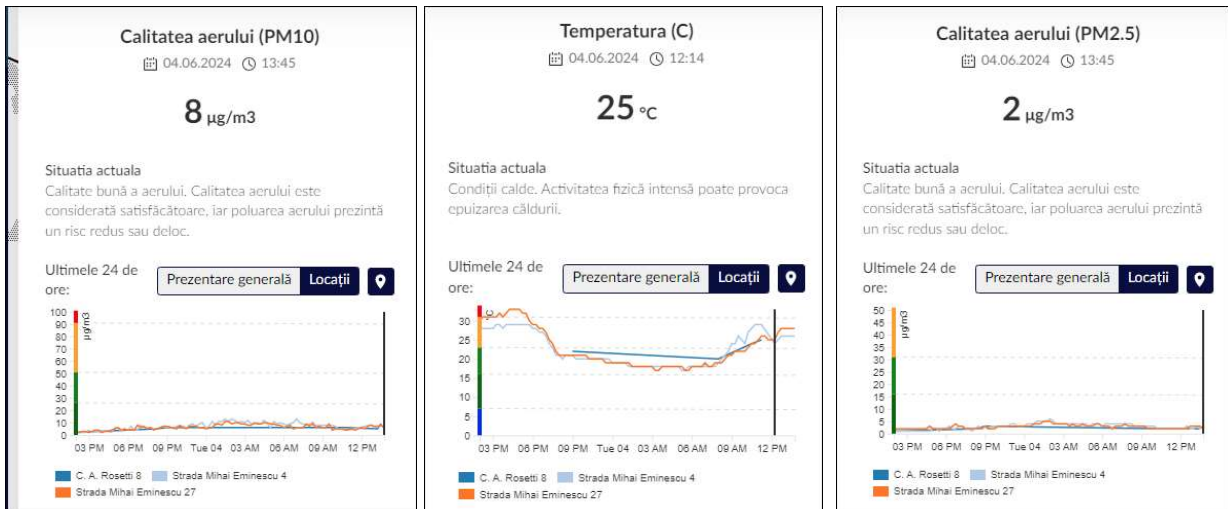 Calitatea aerului (PM10)
04.06.2024 13:45
8 µg/m3
Situatia actuala
Calitate bună a aerului. Calitatea aerului este
considerată satisfăcătoare, iar poluarea aerului prezintă
un risc redus sau deloc.
Ultimele 24 de
ore:
Prezentare generală Locații
µg/m3
100
90
80
70
60
50
40
30
20
10
0
03 PM 06 PM 09 PM Tue 04 03 AM 06 AM 09 AM 12 PM
C. A. Rosetti 8 Strada Mihai Eminescu 4
Strada Mihai Eminescu 27
Temperatura (C)
04.06.2024 12:14
25 °C
Situatia actuala
Condiții calde. Activitatea fizică intensă poate provoca
epuizarea căldurii.
Ultimele 24 de
ore:
Prezentare generală Locații
°C
30
25
20
15
10
5
0
03 PM 06 PM 09 PM Tue 04 03 AM 06 AM 09 AM 12 PM
C. A. Rosetti 8 Strada Mihai Eminescu 4
Strada Mihai Eminescu 27
Calitatea aerului (PM2.5)
04.06.2024 13:45
2 µg/m3
Situatia actuala
Calitate bună a aerului. Calitatea aerului este
considerată satisfăcătoare, iar poluarea aerului prezintă
un risc redus sau deloc.
Ultimele 24 de
ore:
Prezentare generală Locații
µg/m3
50
45
40
35
30
25
20
15
10
5
0
03 PM 06 PM 09 PM Tue 04 03 AM 06 AM 09 AM 12 PM
C. A. Rosetti 8 Strada Mihai Eminescu 4
Strada Mihai Eminescu 27